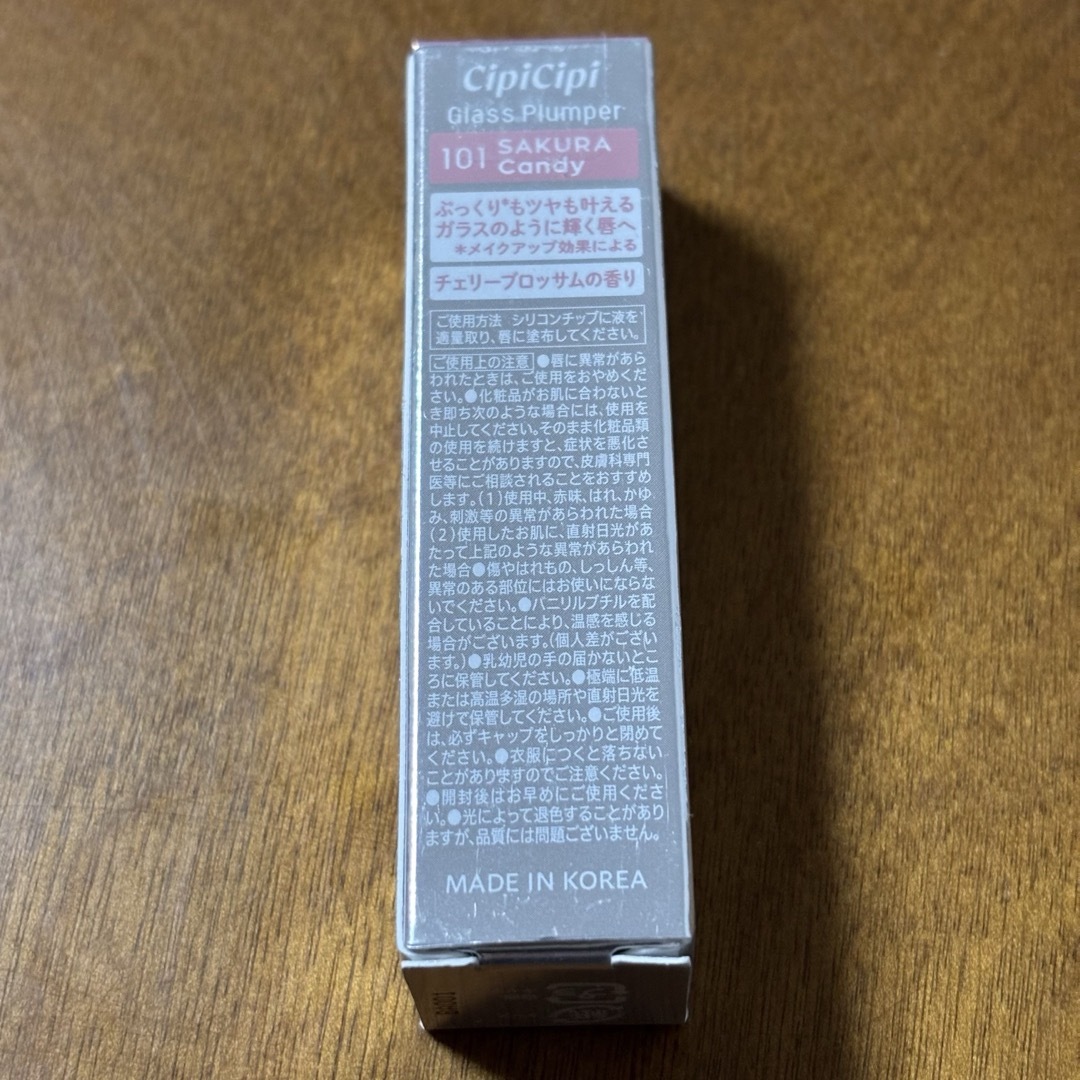 CipiCipi
Glass Plumper
101 SAKURA Candy
ぷっくり*もツヤも叶える
ガラスのように輝く唇へ
*メイクアップ効果による
チェリーブロッサムの香り
ご使用方法 シリコンチップに液を
適量取り、唇に塗布してください。
ご使用上の注意 ●唇に異常があら
われたときは、ご使用をおやめくだ
さい。●化粧品がお肌に合わないと
き即ち次のような場合には、使用を
中止してください。そのまま化粧品類
の使用を続けますと、症状を悪化さ
せることがありますので、皮膚科専門
医等にご相談されることをおすすめ
します。(1)使用中、赤味、はれ、かゆ
み、刺激等の異常があらわれた場合
(2)使用したお肌に、直射日光があ
たって上記のような異常があらわれ
た場合●傷やはれもの、しっしん等、
異常のある部位にはお使いにならな
いでください。●バニリルブチルを配
合していることにより、温感を感じる
場合がございます。(個人差がござい
ます。)●乳幼児の手の届かないとこ
ろに保管してください。●極端に低温
または高温多湿の場所や直射日光を
避けて保管してください。●ご使用後
は、必ずキャップをしっかりと閉めて
ください。●衣服につくと落ちない
ことがありますのでご注意ください。
●開封後はお早めにご使用くださ
い。●光によって退色することがあり
ますが、品質には問題ございません。
MADE IN KOREA